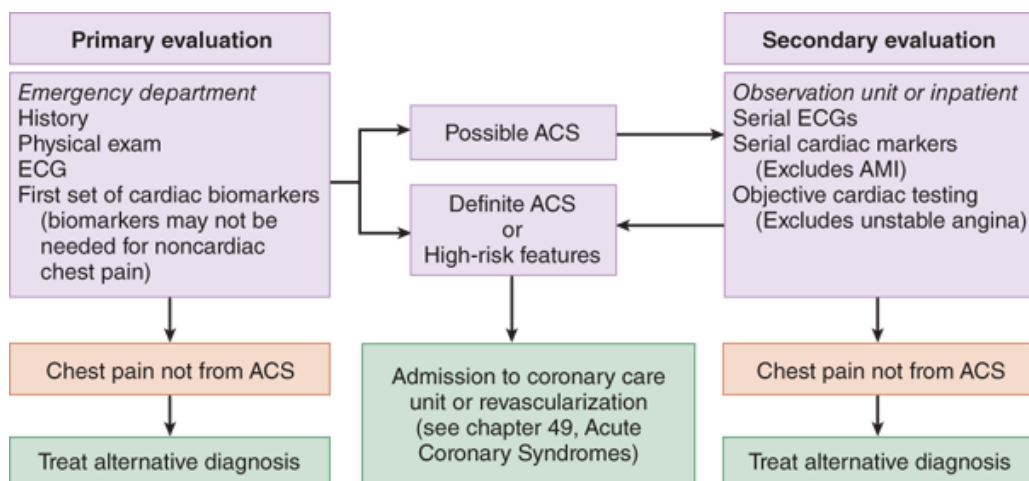 Primary evaluation
Emergency department
History
Physical exam
ECG
First set of cardiac biomarkers
(biomarkers may not be
needed for noncardiac
chest pain)
Chest pain not from ACS
Treat alternative diagnosis
Possible ACS
Definite ACS
or
High-risk features
Admission to coronary care
unit or revascularization
(see chapter 49, Acute
Coronary Syndromes)
Secondary evaluation
Observation unit or inpatient
Serial ECGs
Serial cardiac markers
(Excludes AMI)
Objective cardiac testing
(Excludes unstable angina)
Chest pain not from ACS
Treat alternative diagnosis